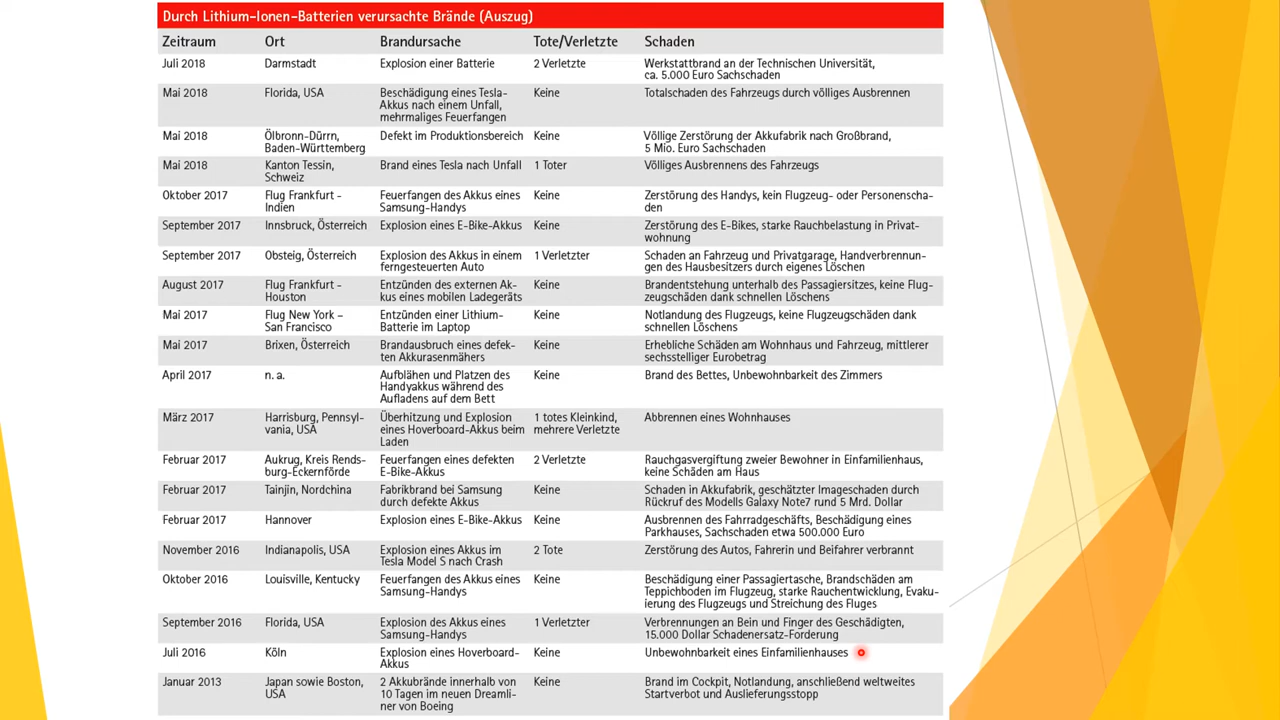 Durch Lithium-Ionen-Batterien verursachte Brände (Auszug)
Zeitraum Ort Brandursache Tote/Verletzte Schaden
Juli 2018 Darmstadt Explosion einer Batterie 2 Verletzte Werkstattbrand an der Technischen Universität,
ca. 5.000 Euro Sachschaden
Mai 2018 Florida, USA Beschädigung eines Tesla- Keine Totalschaden des Fahrzeugs durch völliges Ausbrennen
Akkus nach einem Unfall,
mehrmaliges Feuerfangen
Mai 2018 Ölbronn-Dürrn, Defekt im Produktionsbereich Keine Völlige Zerstörung der Akkufabrik nach Großbrand,
Baden-Württemberg 5 Mio. Euro Sachschaden
Mai 2018 Kanton Tessin, Brand eines Tesla nach Unfall 1 Toter Völliges Ausbrennens des Fahrzeugs
Schweiz
Oktober 2017 Flug Frankfurt - Feuerfangen des Akkus eines Keine Zerstörung des Handys, kein Flugzeug- oder Personenscha-
Indien Samsung-Handys den
September 2017 Innsbruck, Österreich Explosion eines E-Bike-Akkus Keine Zerstörung des E-Bikes, starke Rauchbelastung in Privat-
wohnung
September 2017 Obsteig, Österreich Explosion des Akkus in einem 1 Verletzter Schaden an Fahrzeug und Privatgarage, Handverbrennun-
ferngesteuerten Auto gen des Hausbesitzers durch eigenes Löschen
August 2017 Flug Frankfurt - Entzünden des externen Ak- Keine Brandentstehung unterhalb des Passagiersitzes, keine Flug-
Houston kus eines mobilen Ladegeräts zeugschäden dank schnellen Löschens
Mai 2017 Flug New York – Entzünden einer Lithium- Keine Notlandung des Flugzeugs, keine Flugzeugschäden dank
San Francisco Batterie im Laptop schnellen Löschens
Mai 2017 Brixen, Österreich Brandausbruch eines defek- Keine Erhebliche Schäden am Wohnhaus und Fahrzeug, mittlerer
ten Akkurasenmähers sechsstelliger Eurobetrag
April 2017 n. a. Aufblähen und Platzen des Keine Brand des Bettes, Unbewohnbarkeit des Zimmers
Handyakkus während des
Aufladens auf dem Bett
März 2017 Harrisburg, Pennsyl- Überhitzung und Explosion 1 totes Kleinkind, Abbrennen eines Wohnhauses
vania, USA eines Hoverboard-Akkus beim mehrere Verletzte
Laden
Februar 2017 Aukrug, Kreis Rends- Feuerfangen eines defekten 2 Verletzte Rauchgasvergiftung zweier Bewohner in Einfamilienhaus,
burg-Eckernförde E-Bike-Akkus keine Schäden am Haus
Februar 2017 Tainjin, Nordchina Fabrikbrand bei Samsung Keine Schaden in Akkufabrik, geschätzter Imageschaden durch
durch defekte Akkus Rückruf des Modells Galaxy Note7 rund 5 Mrd. Dollar
Februar 2017 Hannover Explosion eines E-Bike-Akkus Keine Ausbrennen des Fahrradgeschäfts, Beschädigung eines
Parkhauses, Sachschaden etwa 500.000 Euro
November 2016 Indianapolis, USA Explosion eines Akkus im 2 Tote Zerstörung des Autos, Fahrerin und Beifahrer verbrannt
Tesla Model S nach Crash
Oktober 2016 Louisville, Kentucky Feuerfangen des Akkus eines Keine Beschädigung einer Passagiertasche, Brandschäden am
Samsung-Handys Teppichboden im Flugzeug, starke Rauchentwicklung, Evaku-
ierung des Flugzeugs und Streichung des Fluges
September 2016 Florida, USA Explosion des Akkus eines 1 Verletzter Verbrennungen an Bein und Finger des Geschädigten,
Samsung-Handys 15.000 Dollar Schadenersatz-Forderung
Juli 2016 Köln Explosion eines Hoverboard- Keine Unbewohnbarkeit eines Einfamilienhauses
Akkus
Januar 2013 Japan sowie Boston, 2 Akkubrände innerhalb von Keine Brand im Cockpit, Notlandung, anschließend weltweites
USA 10 Tagen im neuen Dreamli- Startverbot und Auslieferungsstopp
ner von Boeing